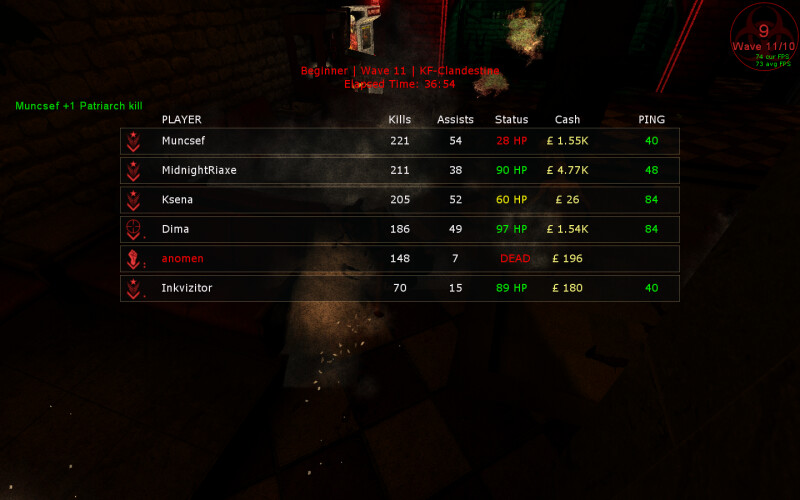 9
Wave 11/10
74 cur FPS
73 avg FPS
Beginner | Wave 11 | KF-Clandestine
Elapsed Time: 36:54
Muncsef +1 Patriarch kill
PLAYER Kills Assists Status Cash PING
Muncsef 221 54 28 HP £ 1.55K 40
MidnightRiaxe 211 38 90 HP £ 4.77K 48
Ksena 205 52 60 HP £ 26 84
Dima 186 49 97 HP £ 1.54K 84
anomen 148 7 DEAD £ 196
Inkvizitor 70 15 89 HP £ 180 40